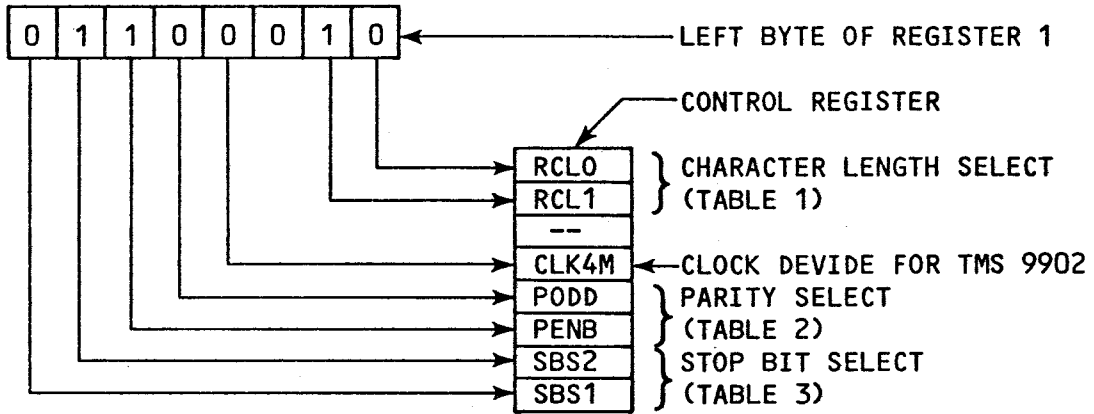 0 1 1 0 0 0 1 0 LEFT BYTE OF REGISTER 1
CONTROL REGISTER
RCL0 CHARACTER LENGTH SELECT
RCL1 (TABLE 1)
--
CLK4M CLOCK DEVIDE FOR TMS 9902
PODD PARITY SELECT
PENB (TABLE 2)
SBS2 STOP BIT SELECT
SBS1 (TABLE 3)